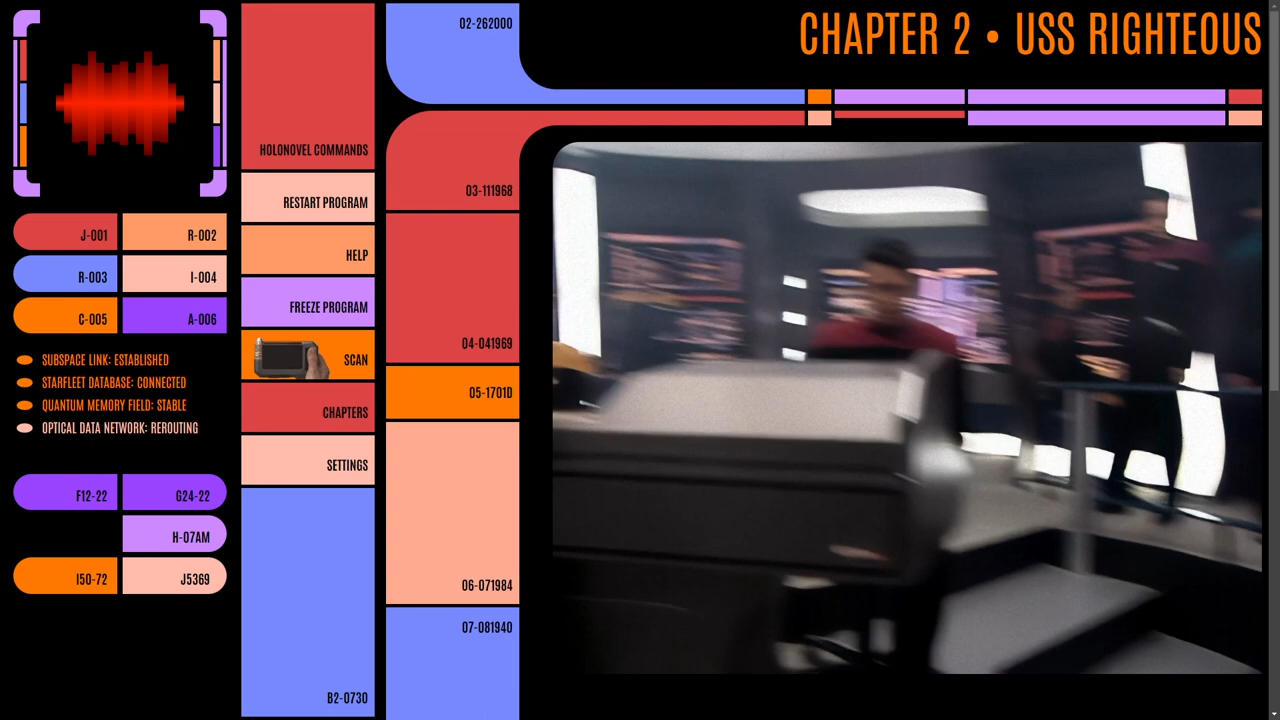 CHAPTER 2 • USS RIGHTEOUS
J-001
R-002
R-003
I-004
C-005
A-006
SUBSPACE LINK: ESTABLISHED
STARFLEET DATABASE: CONNECTED
QUANTUM MEMORY FIELD: STABLE
OPTICAL DATA NETWORK: REROUTING
F12-22
G24-22
H-07AM
I50-72
J5369
HOLONOVEL COMMANDS
RESTART PROGRAM
HELP
FREEZE PROGRAM
SCAN
CHAPTERS
SETTINGS
B2-0730
02-262000
03-111968
04-041969
05-1701D
06-071984
07-081940